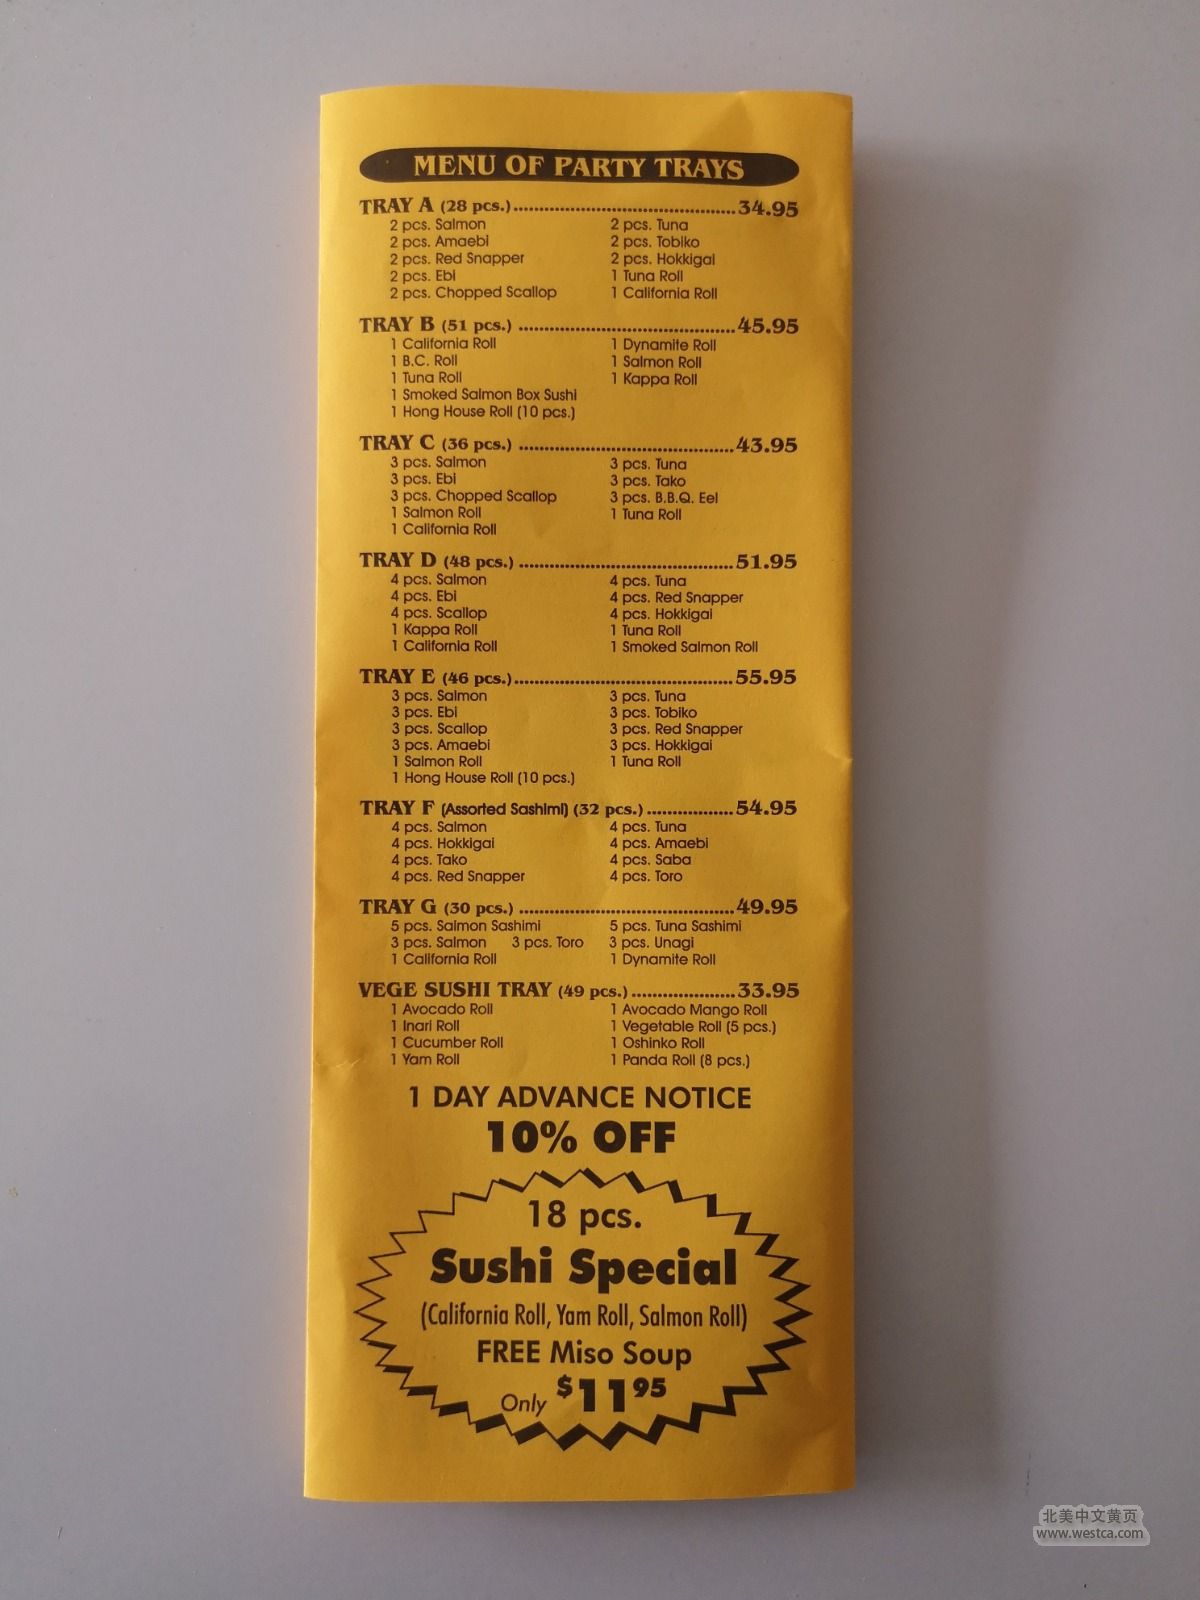 MENU OF PARTY TRAYS
TRAY A (28 pcs.)..........34.95
2 pcs. Salmon 2 pcs. Tuna
2 pcs. Amaebi 2 pcs. Tobiko
2 pcs. Red Snapper 2 pcs. Hokkigai
2 pcs. Ebi 1 Tuna Roll
2 pcs. Chopped Scallop 1 California Roll
TRAY B (51 pcs.)..........45.95
1 California Roll 1 Dynamite Roll
1 B.C. Roll 1 Salmon Roll
1 Tuna Roll 1 Kappa Roll
1 Smoked Salmon Box Sushi
1 Hong House Roll (10 pcs.)
TRAY C (36 pcs.)..........43.95
3 pcs. Salmon 3 pcs. Tuna
3 pcs. Ebi 3 pcs. Tako
3 pcs. Chopped Scallop 3 pcs. B.B.Q. Eel
1 Salmon Roll 1 Tuna Roll
1 California Roll
TRAY D (48 pcs.)..........51.95
4 pcs. Salmon 4 pcs. Tuna
4 pcs. Ebi 4 pcs. Red Snapper
4 pcs. Scallop 4 pcs. Hokkigai
1 Kappa Roll 1 Tuna Roll
1 California Roll 1 Smoked Salmon Roll
TRAY E (46 pcs.)..........55.95
3 pcs. Salmon 3 pcs. Tuna
3 pcs. Ebi 3 pcs. Tobiko
3 pcs. Scallop 3 pcs. Red Snapper
3 pcs. Amaebi 3 pcs. Hokkigai
1 Salmon Roll 1 Tuna Roll
1 Hong House Roll (10 pcs.)
TRAY F (Assorted Sashimi) (32 pcs.)..........54.95
4 pcs. Salmon 4 pcs. Tuna
4 pcs. Hokkigai 4 pcs. Amaebi
4 pcs. Tako 4 pcs. Saba
4 pcs. Red Snapper 4 pcs. Toro
TRAY G (30 pcs.)..........49.95
5 pcs. Salmon Sashimi 5 pcs. Tuna Sashimi
3 pcs. Salmon 3 pcs. Toro 3 pcs. Unagi
1 California Roll 1 Dynamite Roll
VEGE SUSHI TRAY (49 pcs.)..........33.95
1 Avocado Roll 1 Avocado Mango Roll
1 Inari Roll 1 Vegetable Roll (5 pcs.)
1 Cucumber Roll 1 Oshinko Roll
1 Yam Roll 1 Panda Roll (8 pcs.)
1 DAY ADVANCE NOTICE
10% OFF
18 pcs.
Sushi Special
(California Roll, Yam Roll, Salmon Roll)
FREE Miso Soup
Only $11.95
北美中文黄页
www.westca.com